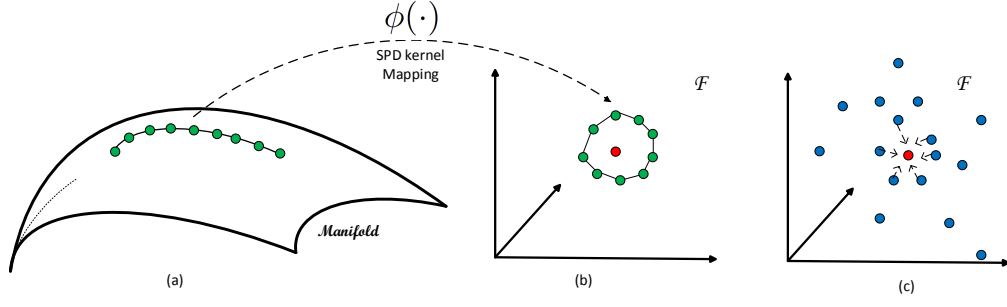 ϕ(·)
SPD kernel
Mapping
ℱ
ℱ
Manifold
(a)
(b)
(c)